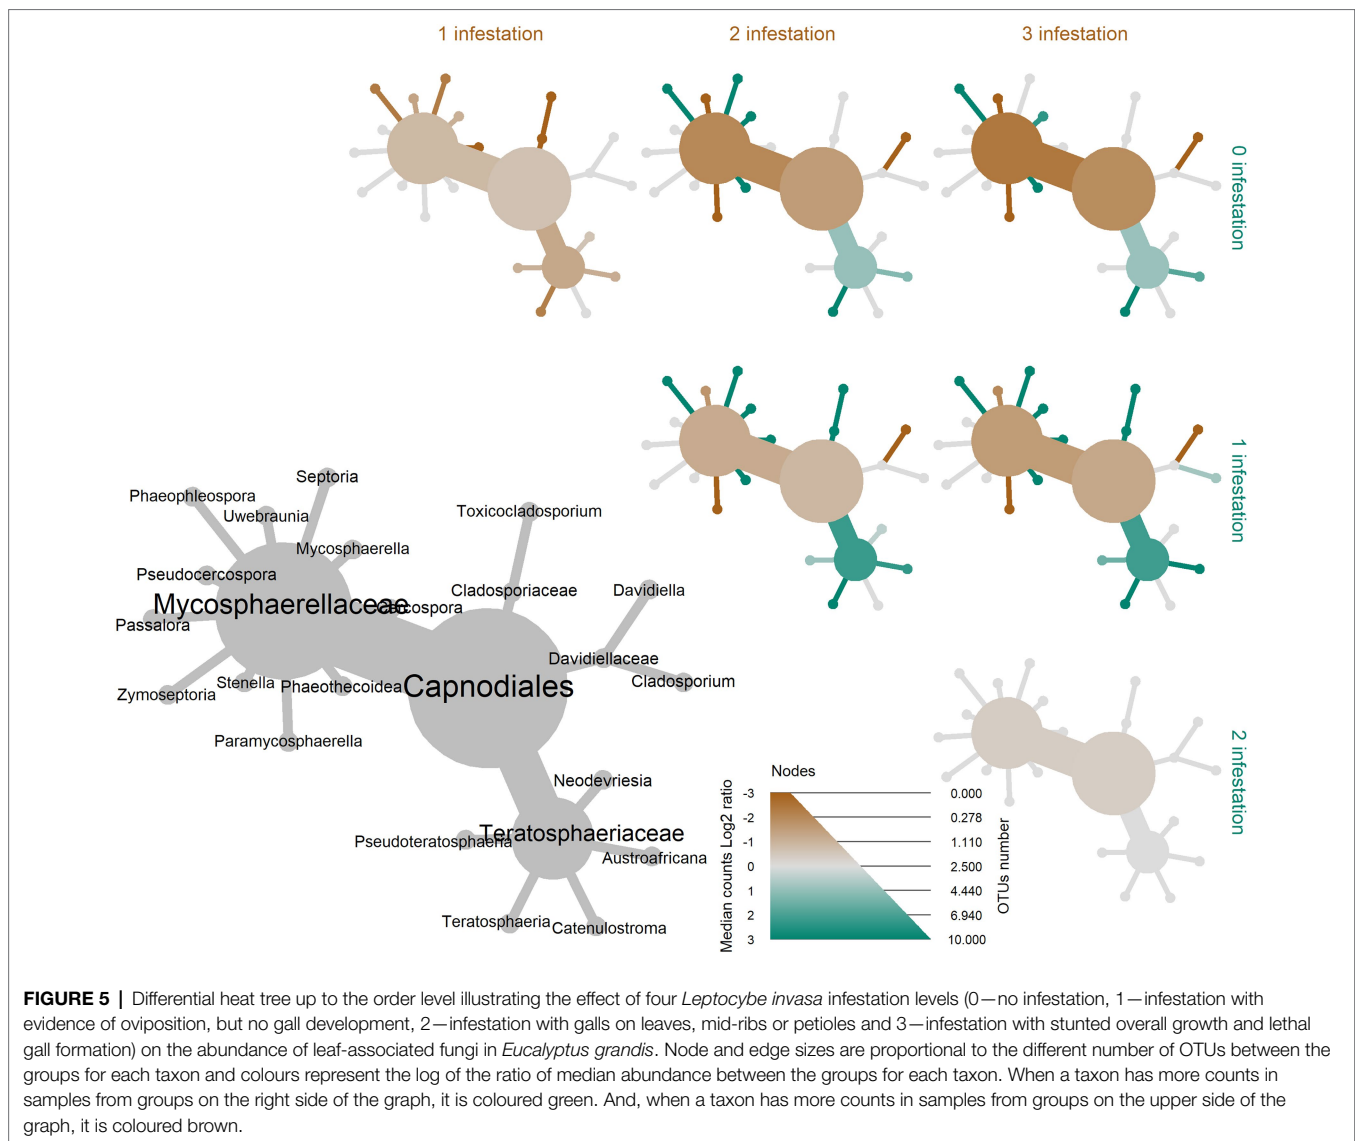 1 infestation
2 infestation
3 infestation
0 infestation
1 infestation
Septoria
Phaeophleospora
Uwebraunia
Toxicocladosporium
Mycosphaerella
Pseudocercospora
Cladosporiaceae
Davidiella
Mycosphaerellaceae
Cercospora
Passalora
Davidiellaceae
Cladosporium
Stenella
Phaeothecoidea
Capnodiales
Zymoseptoria
Paramycosphaerella
2 infestation
Neodevriesia
Teratosphaeriaceae
Pseudoteratosphaeria
Austroafricana
Teratosphaeria
Catenulostroma
Nodes
Median counts Log2 ratio
OTUs number
-3 0.000
-2 0.278
-1 1.110
0 2.500
1 4.440
2 6.940
3 10.000
FIGURE 5 | Differential heat tree up to the order level illustrating the effect of four Leptocybe invasa infestation levels (0—no infestation, 1—infestation with
evidence of oviposition, but no gall development, 2—infestation with galls on leaves, mid-ribs or petioles and 3—infestation with stunted overall growth and lethal
gall formation) on the abundance of leaf-associated fungi in Eucalyptus grandis. Node and edge sizes are proportional to the different number of OTUs between the
groups for each taxon and colours represent the log of the ratio of median abundance between the groups for each taxon. When a taxon has more counts in
samples from groups on the right side of the graph, it is coloured green. And, when a taxon has more counts in samples from groups on the upper side of the
graph, it is coloured brown.